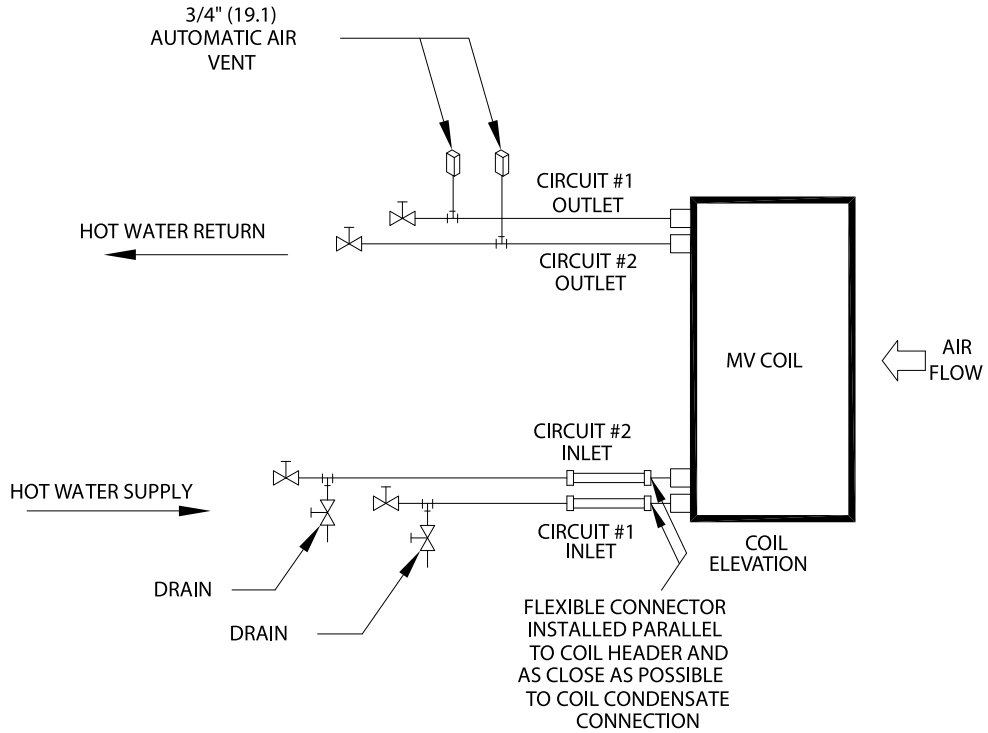 3/4" (19.1)
AUTOMATIC AIR
VENT
CIRCUIT #1
OUTLET
HOT WATER RETURN
CIRCUIT #2
OUTLET
MV COIL
AIR
FLOW
CIRCUIT #2
INLET
HOT WATER SUPPLY
CIRCUIT #1
INLET
COIL
ELEVATION
DRAIN
DRAIN
FLEXIBLE CONNECTOR
INSTALLED PARALLEL
TO COIL HEADER AND
AS CLOSE AS POSSIBLE
TO COIL CONDENSATE
CONNECTION